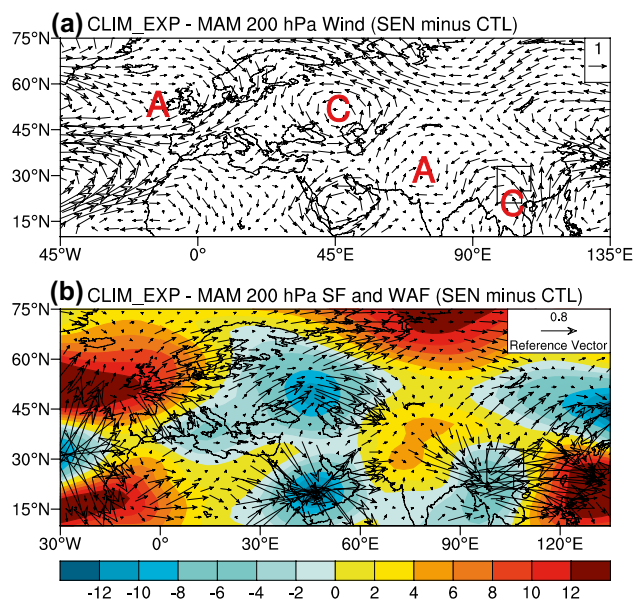 (a) CLIM_EXP - MAM 200 hPa Wind (SEN minus CTL)
75°N
1
60°N
A
C
45°N
A
30°N
C
15°N
45°W 0° 45°E 90°E 135°E
(b) CLIM_EXP - MAM 200 hPa SF and WAF (SEN minus CTL)
75°N
0.8
Reference Vector
60°N
45°N
30°N
15°N
30°W 0° 30°E 60°E 90°E 120°E
-12 -10 -8 -6 -4 -2 0 2 4 6 8 10 12